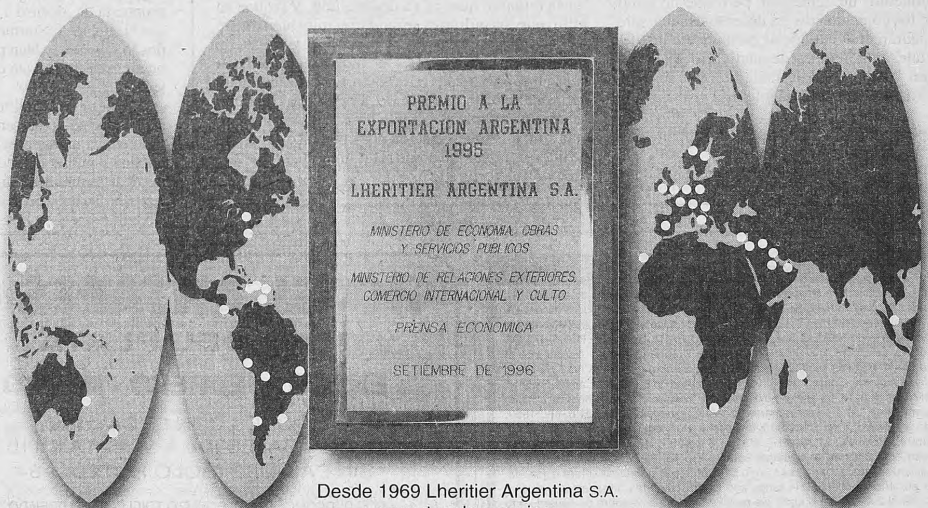 PREMIO A LA
EXPORTACION ARGENTINA
1995
LHERITIER ARGENTINA S.A.
MINISTERIO DE ECONOMIA, OBRAS
Y SERVICIOS PUBLICOS
MINISTERIO DE RELACIONES EXTERIORES,
COMERCIO INTERNACIONAL Y CULTO
PRENSA ECONOMICA
SETIEMBRE DE 1996
Desde 1969 Lheritier Argentina S.A.